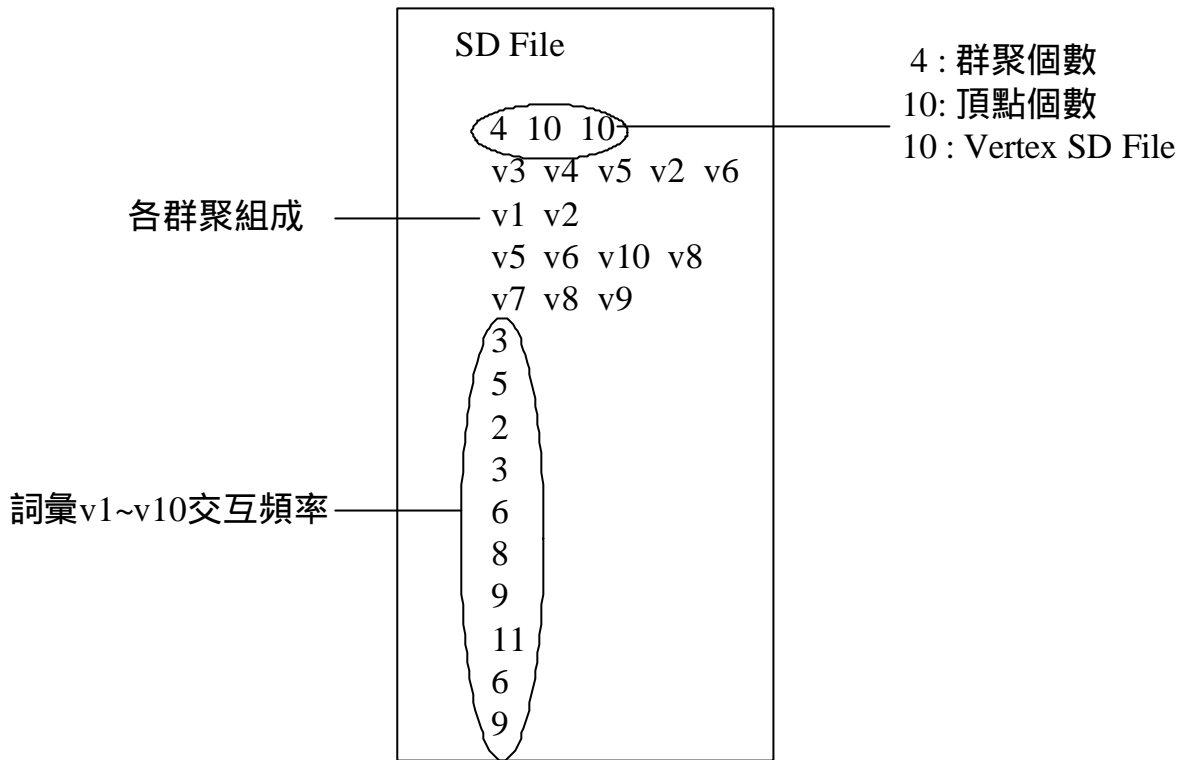 SD File
4 10 10
v3 v4 v5 v2 v6
v1 v2
v5 v6 v10 v8
v7 v8 v9
3
5
2
3
6
8
9
11
6
9
4 : 群聚個數
10: 頂點個數
10 : Vertex SD File
各群聚組成
詞彙v1~v10交互頻率